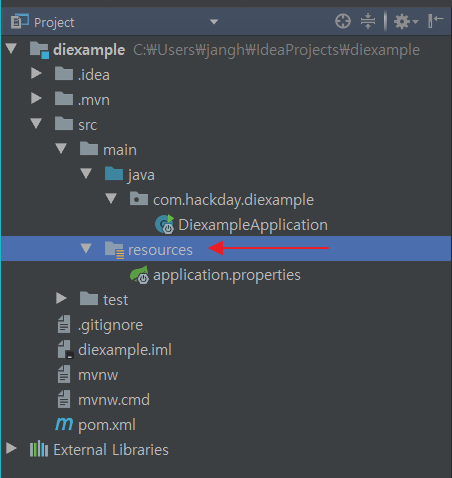 Project
diexample C:₩Users₩jangh₩IdeaProjects₩diexample
.idea
.mvn
src
main
java
com.hackday.diexample
DiexampleApplication
resources
application.properties
test
.gitignore
diexample.iml
mvnw
mvnw.cmd
pom.xml
External Libraries